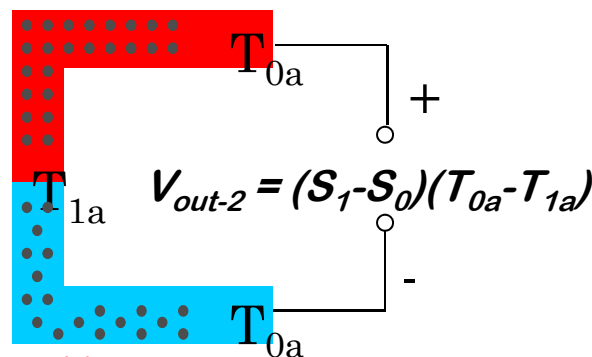 T0a
+
T1a
Vout-2 = (S1-S0)(T0a-T1a)
-
T0a